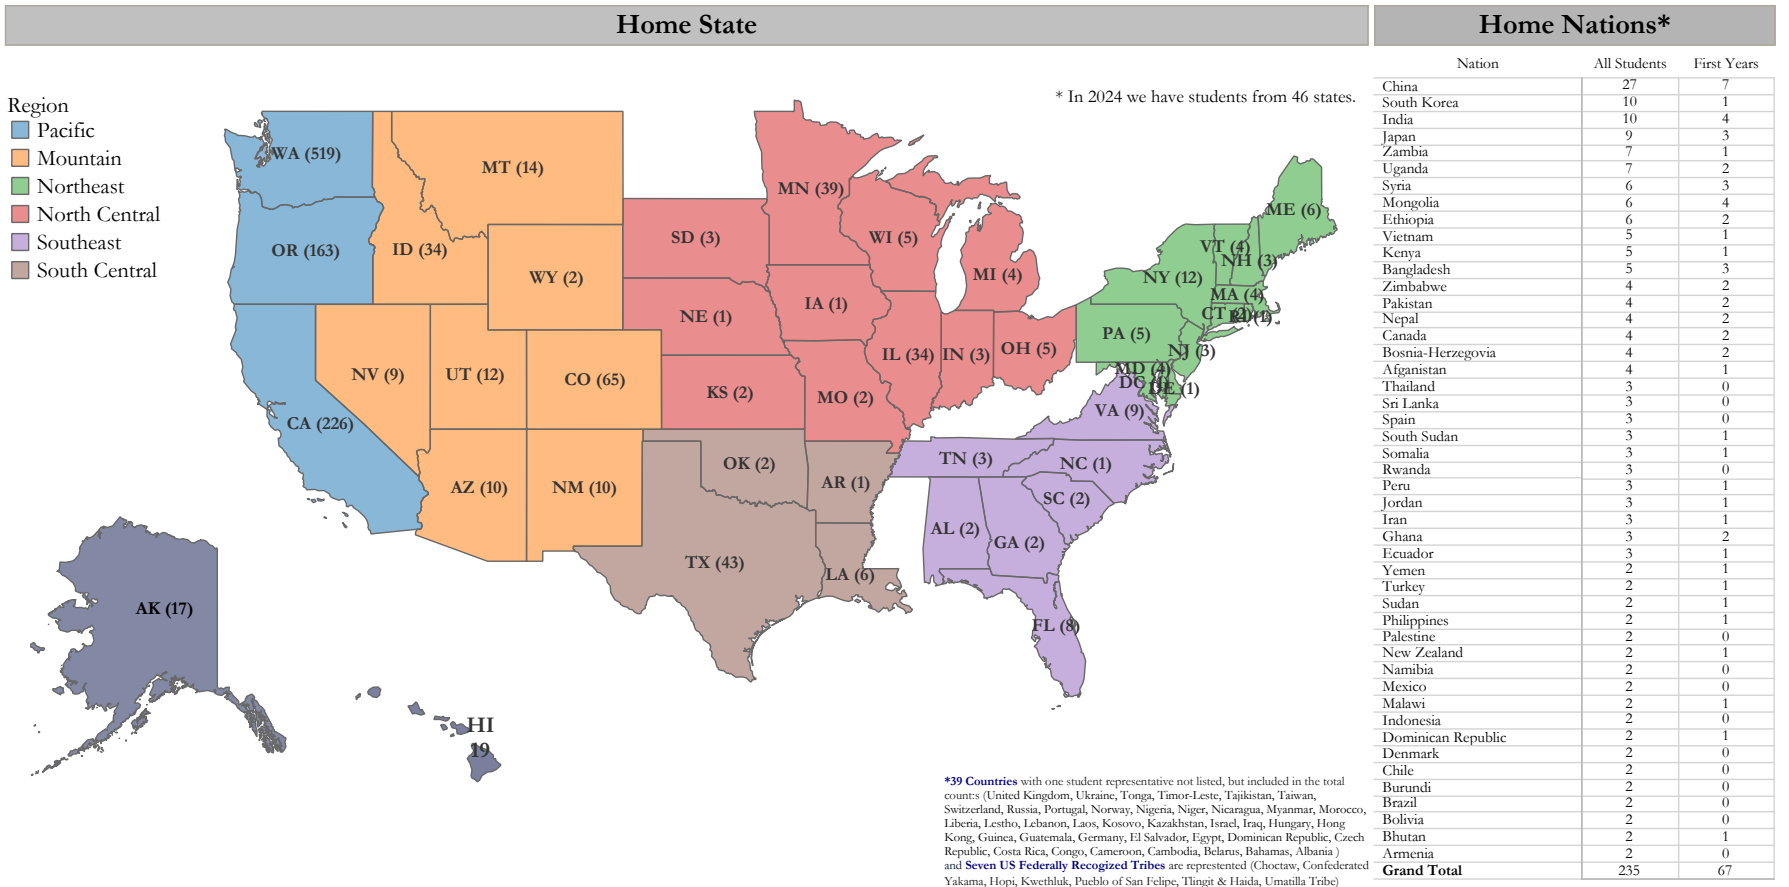 Home State
Home Nations*
Region
Pacific
Mountain
Northeast
North Central
Southeast
South Central
* In 2024 we have students from 46 states.
WA (519)
MT (14)
MN (39)
ME (6)
OR (163)
ID (34)
SD (3)
WI (5)
VT (4)
NH (3)
WY (2)
MI (4)
NY (12)
MA (4)
IA (1)
NE (1)
CT (2)
RI (1)
PA (5)
IL (34)
IN (3)
OH (5)
NJ (3)
NV (9)
UT (12)
CO (65)
KS (2)
MO (2)
MD (4)
DC
DE (1)
CA (226)
VA (9)
OK (2)
TN (3)
NC (1)
AZ (10)
NM (10)
AR (1)
SC (2)
AL (2)
GA (2)
TX (43)
LA (6)
AK (17)
FL (8)
HI
19
*39 Countries with one student representative not listed, but included in the total
count:s (United Kingdom, Ukraine, Tonga, Timor-Leste, Tajikistan, Taiwan,
Switzerland, Russia, Portugal, Norway, Nigeria, Niger, Nicaragua, Myanmar, Morocco,
Liberia, Lestho, Lebanon, Laos, Kosovo, Kazakhstan, Israel, Iraq, Hungary, Hong
Kong, Guinea, Guatemala, Germany, El Salvador, Egypt, Dominican Republic, Czech
Republic, Costa Rica, Congo, Cameroon, Cambodia, Belarus, Bahamas, Albania )
and Seven US Federally Recogized Tribes are represtented (Choctaw, Confederated
Yakama, Hopi, Kwethluk, Pueblo of San Felipe, Tlingit & Haida, Umatilla Tribe)
Nation All Students First Years
China 27 7
South Korea 10 1
India 10 4
Japan 9 3
Zambia 7 1
Uganda 7 2
Syria 6 3
Mongolia 6 4
Ethiopia 6 2
Vietnam 5 1
Kenya 5 1
Bangladesh 5 3
Zimbabwe 4 2
Pakistan 4 2
Nepal 4 2
Canada 4 2
Bosnia-Herzegovia 4 2
Afganistan 4 1
Thailand 3 0
Sri Lanka 3 0
Spain 3 0
South Sudan 3 1
Somalia 3 1
Rwanda 3 0
Peru 3 1
Jordan 3 1
Iran 3 1
Ghana 3 2
Ecuador 3 1
Yemen 2 1
Turkey 2 1
Sudan 2 1
Philippines 2 1
Palestine 2 0
New Zealand 2 1
Namibia 2 0
Mexico 2 0
Malawi 2 1
Indonesia 2 0
Dominican Republic 2 1
Denmark 2 0
Chile 2 0
Burundi 2 0
Brazil 2 0
Bolivia 2 0
Bhutan 2 1
Armenia 2 0
Grand Total 235 67